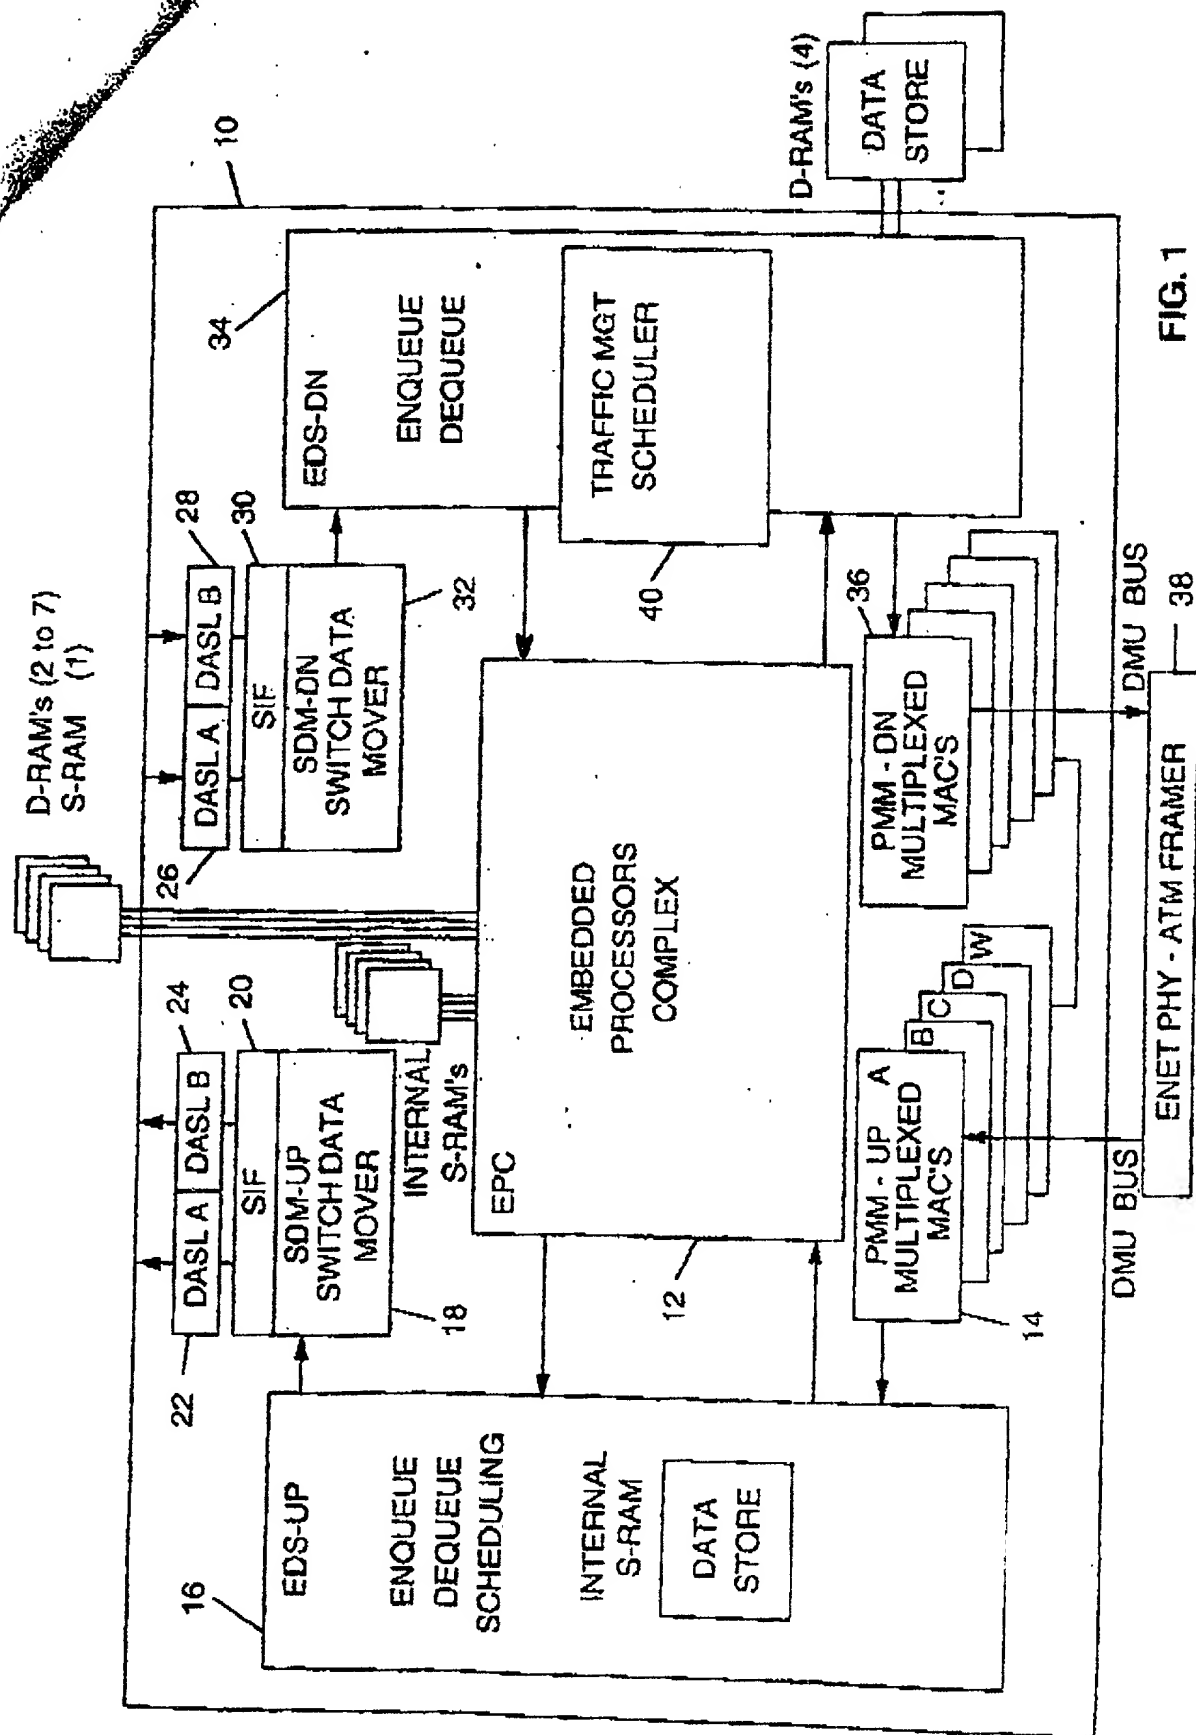 D-RAM's (2 to 7)
S-RAM (1)
10
22
24
26
28
DASL A
DASL B
DASL A
DASL B
20
30
SIF
SDM-UP
SWITCH DATA
MOVER
18
SIF
SDM-DN
SWITCH DATA
MOVER
32
16
EDS-UP
ENQUEUE
DEQUEUE
SCHEDULING
INTERNAL
S-RAM
DATA
STORE
INTERNAL
S-RAM's
EPC
EMBEDDED
PROCESSORS
COMPLEX
12
34
EDS-DN
ENQUEUE
DEQUEUE
TRAFFIC MGT
SCHEDULER
40
D-RAM's (4)
DATA
STORE
PMM - UP A
MULTIPLEXED
MAC'S
B
C
D
W
14
36
PMM - DN
MULTIPLEXED
MAC'S
DMU BUS
DMU BUS
ENET PHY - ATM FRAMER
38
FIG. 1